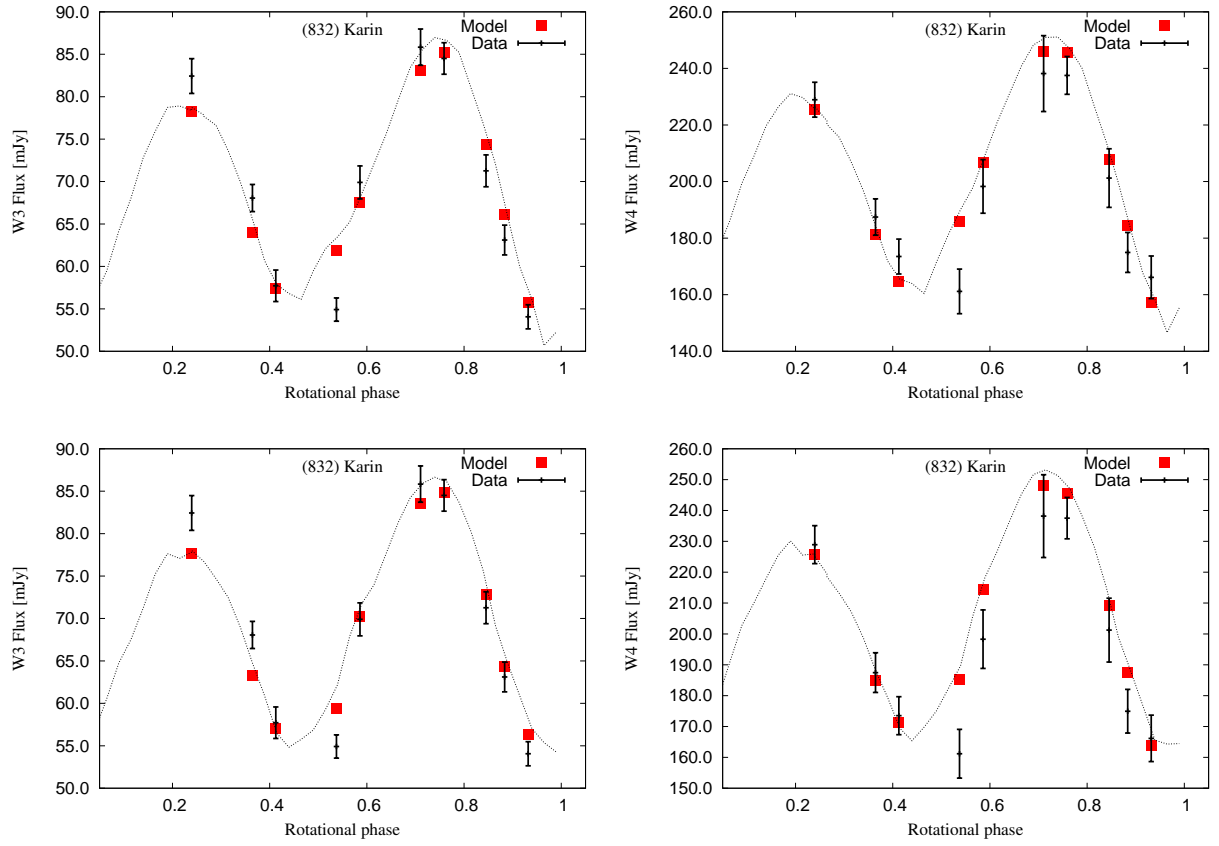 90.0
85.0
80.0
75.0
70.0
65.0
60.0
55.0
50.0
W3 Flux [mJy]
(832) Karin
Model
Data
0.2 0.4 0.6 0.8 1
Rotational phase
260.0
240.0
220.0
200.0
180.0
160.0
140.0
W4 Flux [mJy]
(832) Karin
Model
Data
0.2 0.4 0.6 0.8 1
Rotational phase
90.0
85.0
80.0
75.0
70.0
65.0
60.0
55.0
50.0
W3 Flux [mJy]
(832) Karin
Model
Data
0.2 0.4 0.6 0.8 1
Rotational phase
260.0
250.0
240.0
230.0
220.0
210.0
200.0
190.0
180.0
170.0
160.0
150.0
W4 Flux [mJy]
(832) Karin
Model
Data
0.2 0.4 0.6 0.8 1
Rotational phase